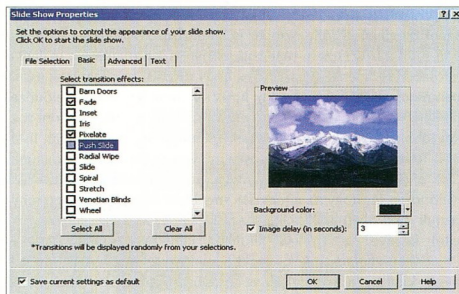 Slide Show Properties
Set the options to control the appearance of your slide show.
Click OK to start the slide show.
File Selection Basic Advanced Text
Select transition effects:
Barn Doors
Fade
Inset
Iris
Pixelate
Push Slide
Radial Wipe
Slide
Spiral
Stretch
Venetian Blinds
Wheel
Select All Clear All
*Transitions will be displayed randomly from your selections.
Preview
Background color:
Image delay (in seconds): 3
Save current settings as default
OK Cancel Help